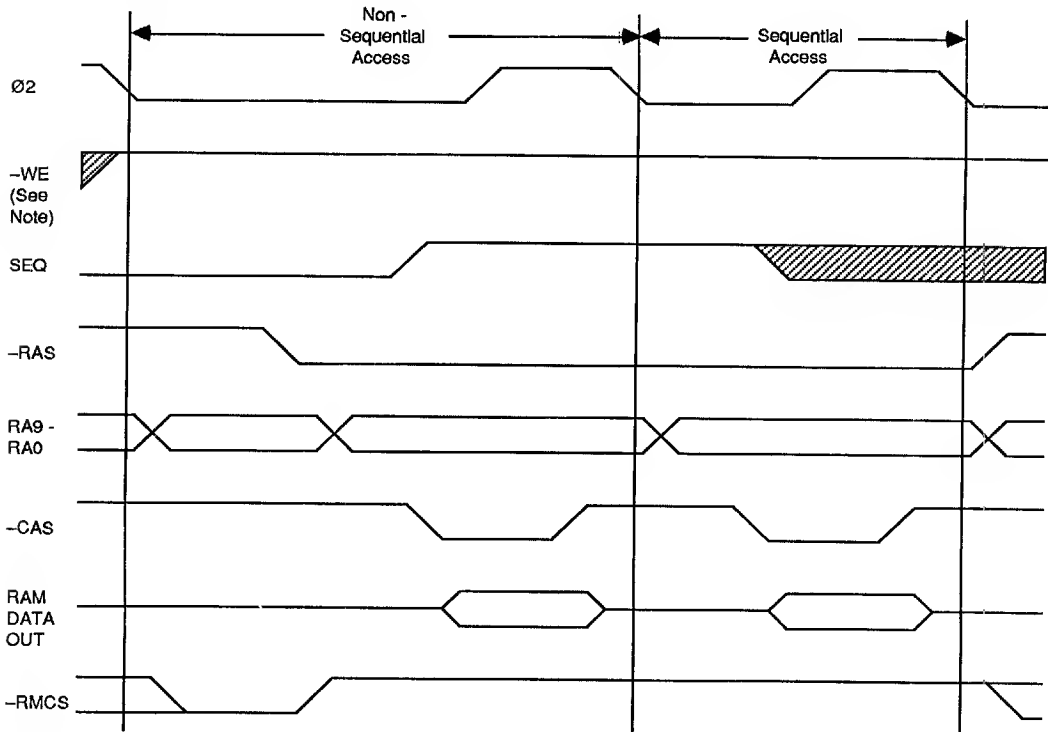 Non -
Sequential
Access
Sequential
Access
Ø2
–WE
(See
Note)
SEQ
–RAS
RA9 -
RA0
–CAS
RAM
DATA
OUT
–RMCS